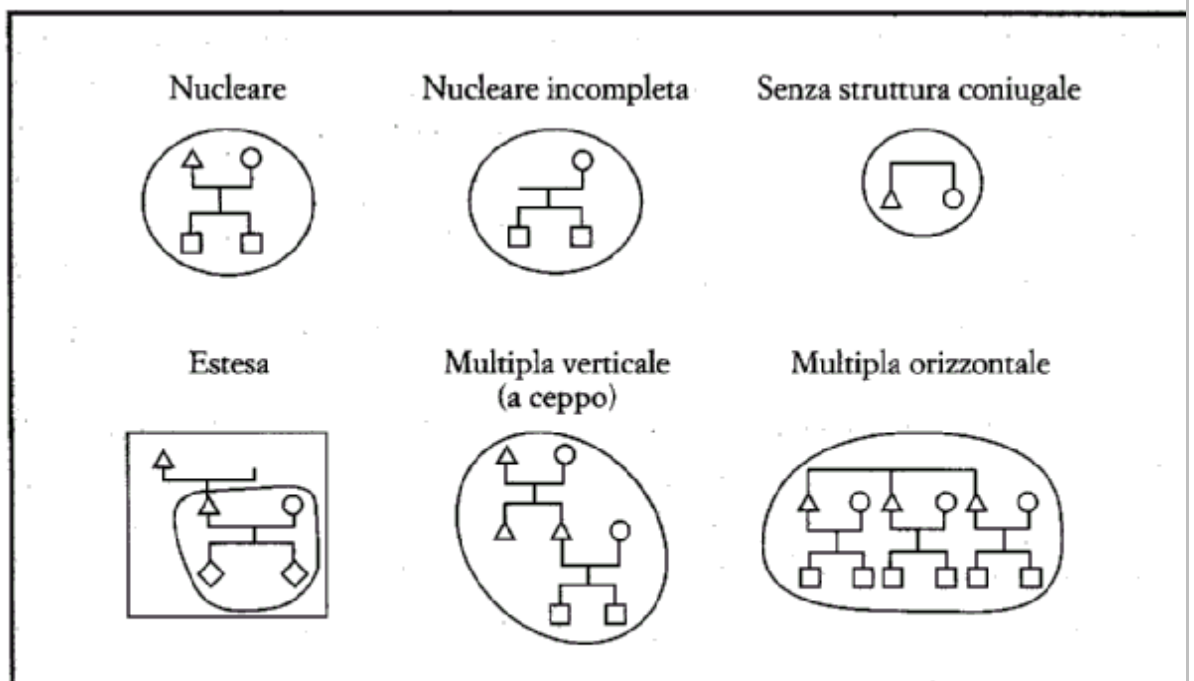 Nucleare
Nucleare incompleta
Senza struttura coniugale
Estesa
Multipla verticale
(a ceppo)
Multipla orizzontale